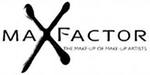 MAXFACTOR
THE MAKE-UP OF MAKE-UP ARTISTS